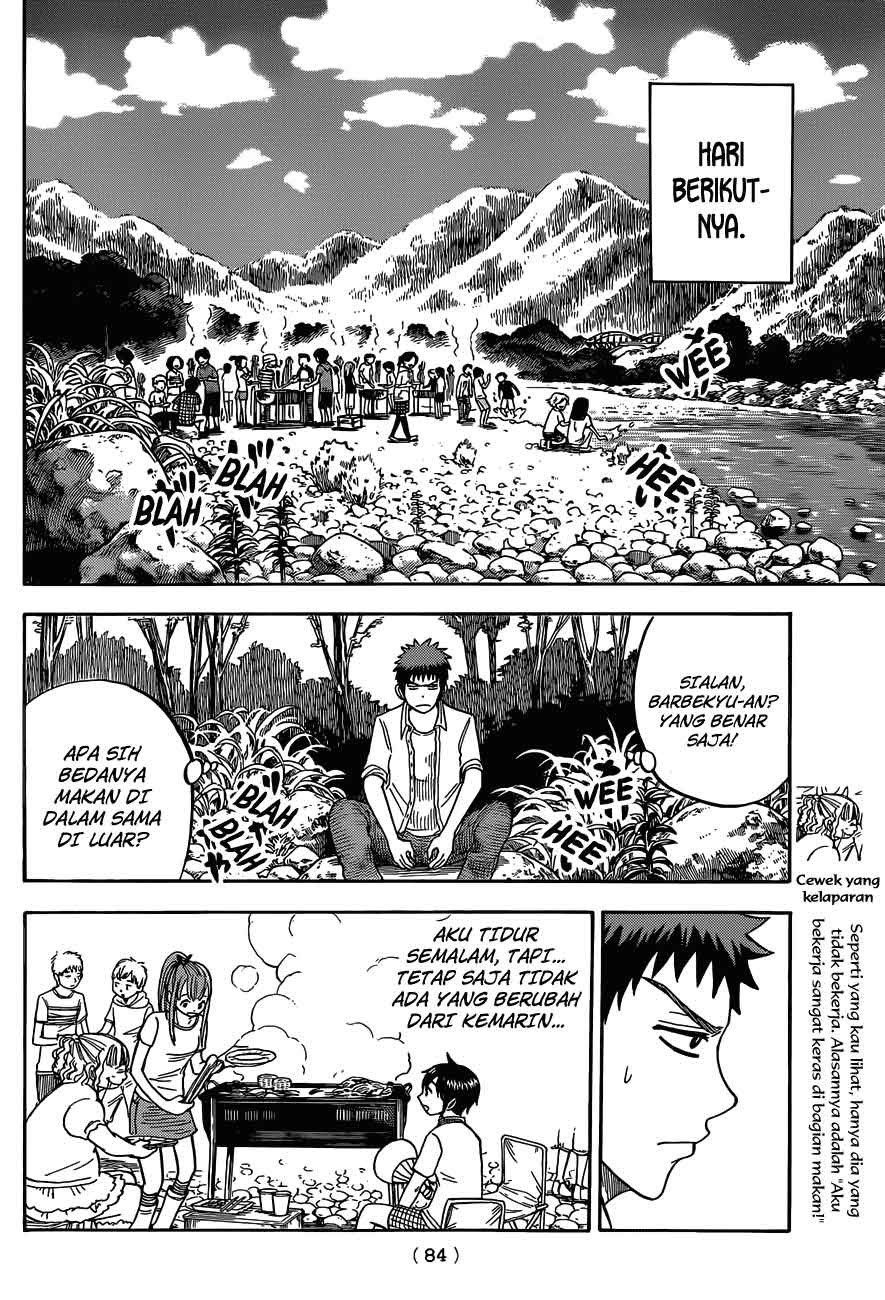 HARI
BERIKUT-
NYA.
WEE
HEE
BLAH
BLAH
SIALAN,
BARBEKYU-AN?
YANG BENAR
SAJA!
APA SIH
BEDANYA
MAKAN DI
DALAM SAMA
DI LUAR?
WEE
HEE
BLAH
BLAH
Cewek yang
kelaparan
Seperti yang kau lihat, hanya dia yang
tidak bekerja. Alasannya adalah "Aku
bekerja sangat keras di bagian makan!"
AKU TIDUR
SEMALAM, TAPI...
TETAP SAJA TIDAK
ADA YANG BERUBAH
DARI KEMARIN...
( 84 )